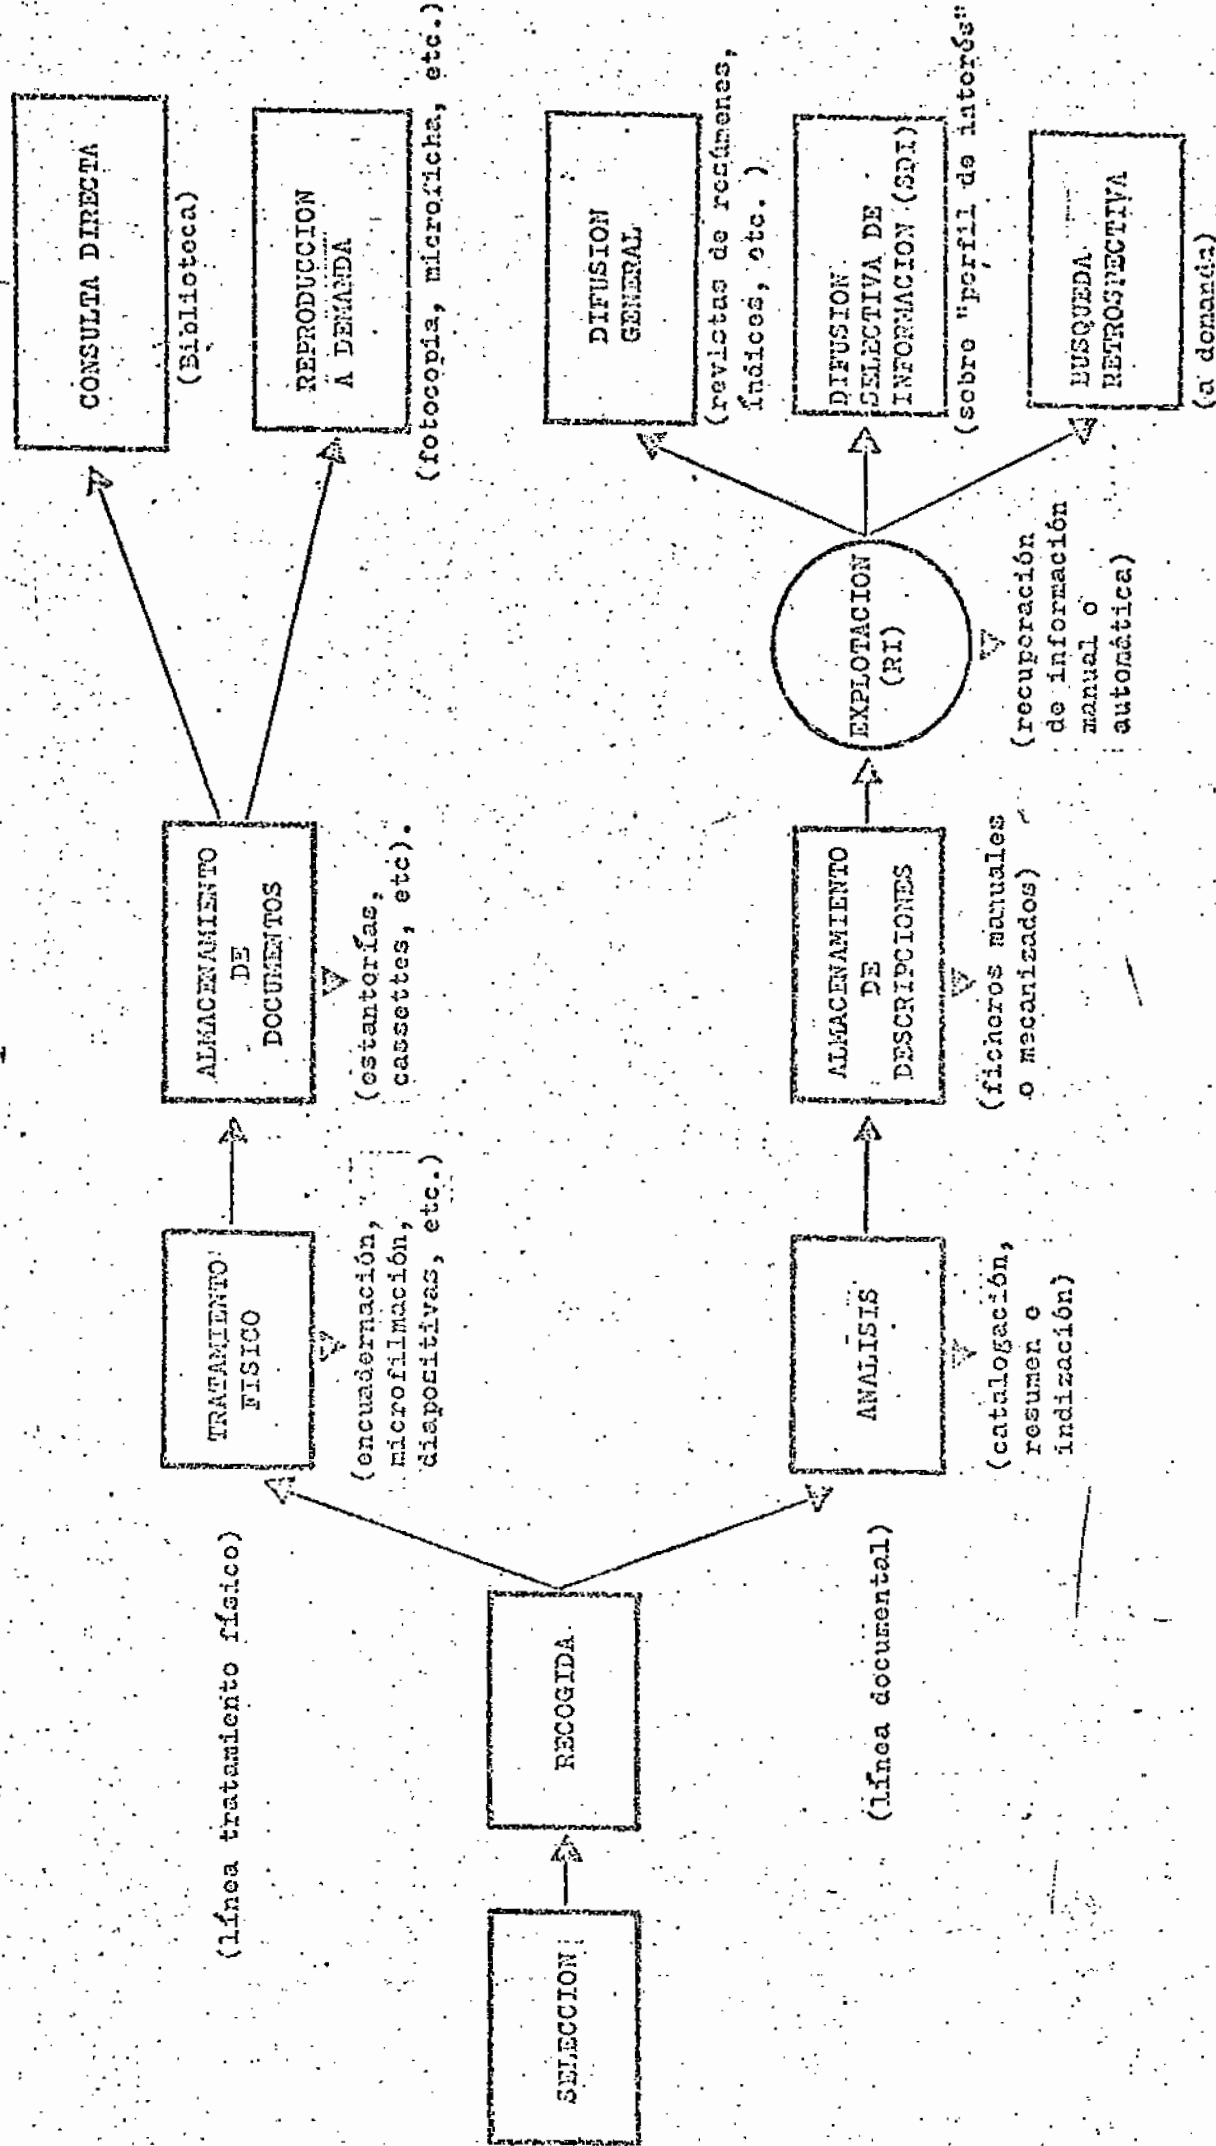 SELECCION
RECOGIDA
(línea tratamiento físico)
TRATAMIENTO
FISICO
(encuadernación,
microfilmación,
diapositivas, etc.)
ALMACENAMIENTO
DE
DOCUMENTOS
(estanterías,
cassettes, etc).
CONSULTA DIRECTA
(Biblioteca)
REPRODUCCION
A DEMANDA
(fotocopia, microficha, etc.)
(línea documental)
ANALISIS
(catalogación,
resumen e
indización)
ALMACENAMIENTO
DE
DESCRIPCIONES
(ficheros manuales
o mecanizados)
EXPLOTACION
(RI)
(recuperación
de información
manual o
automática)
DIFUSION
GENERAL
(revistas de resúmenes,
índices, etc. )
DIFUSION
SELECTIVA DE
INFORMACION (SDI)
(sobre "perfil de interés"
BUSQUEDA
RETROSPECTIVA
(a demanda)